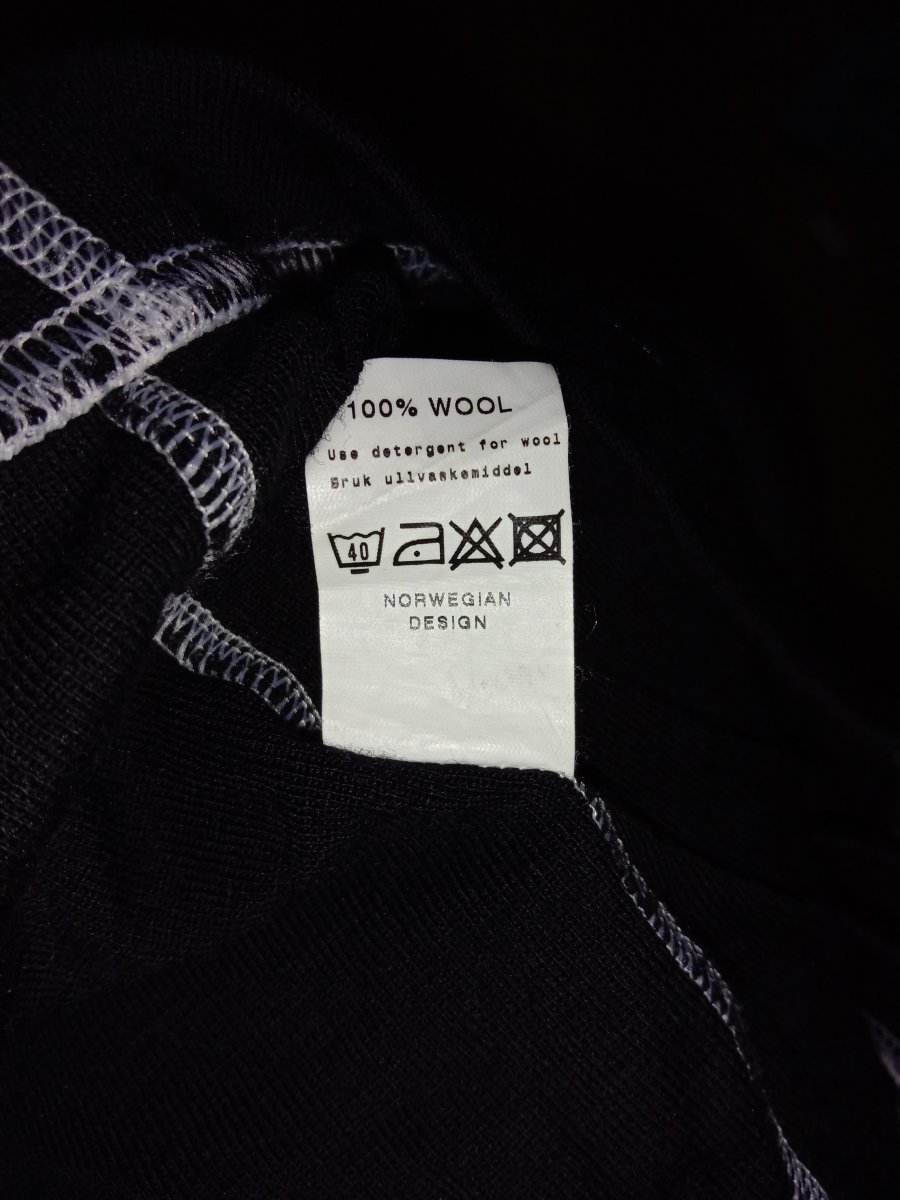 100% WOOL
Use detergent for wool
Bruk ullvaskemiddel
40
NORWEGIAN
DESIGN